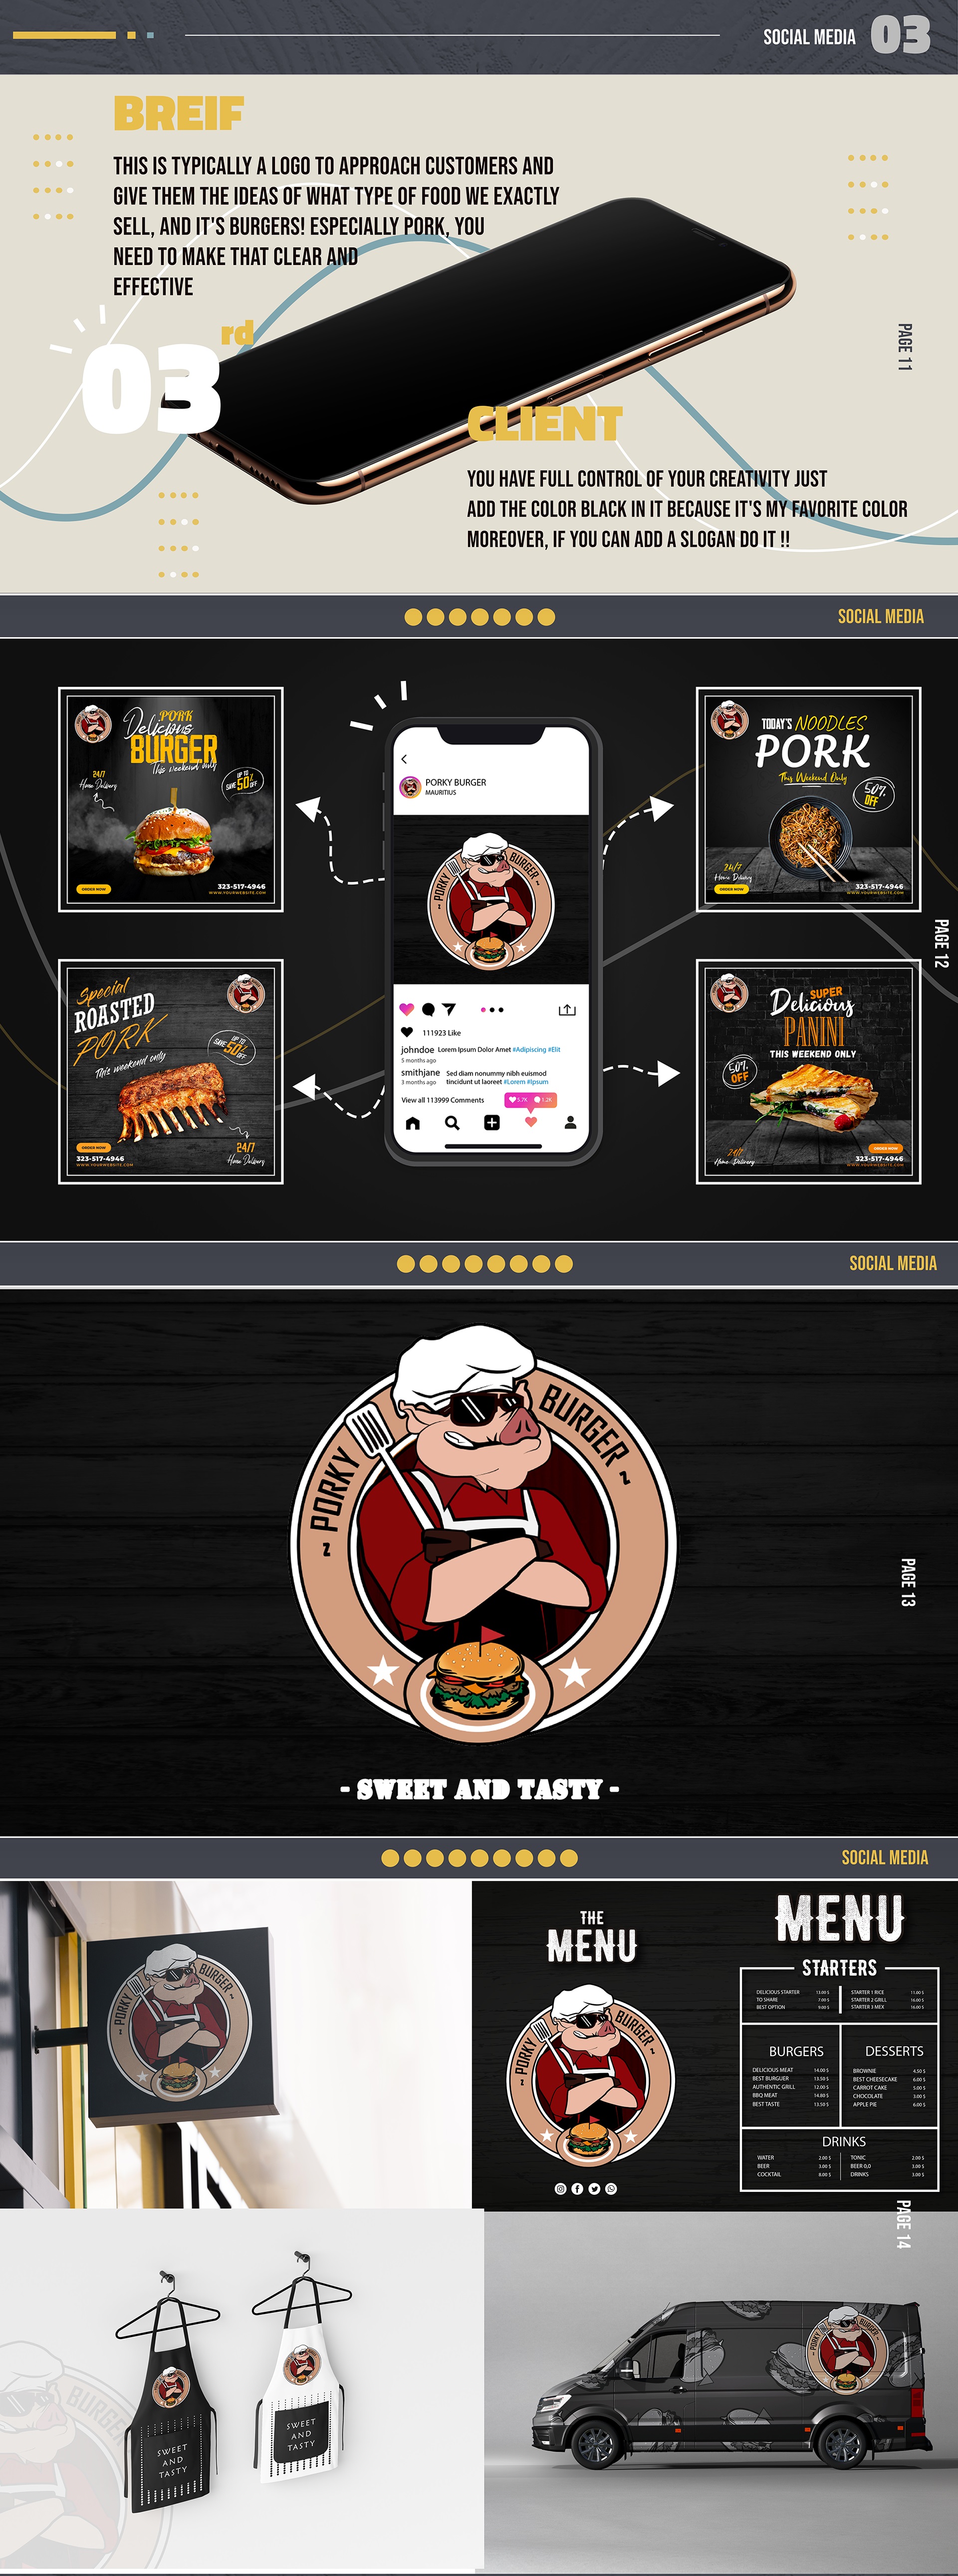 SOCIAL MEDIA 03
BREIF
THIS IS TYPICALLY A LOGO TO APPROACH CUSTOMERS AND
GIVE THEM THE IDEAS OF WHAT TYPE OF FOOD WE EXACTLY
SELL, AND IT'S BURGERS! ESPECIALLY PORK, YOU
NEED TO MAKE THAT CLEAR AND
EFFECTIVE
03rd
PAGE 11
CLIENT
YOU HAVE FULL CONTROL OF YOUR CREATIVITY JUST
ADD THE COLOR BLACK IN IT BECAUSE IT'S MY FAVORITE COLOR
MOREOVER, IF YOU CAN ADD A SLOGAN DO IT !!
SOCIAL MEDIA
PORK
Delicious
BURGER
This weekend only
24/7
Home Delivery
UP TO
SAVE 50% OFF
ORDER NOW
323-517-4946
WWW.YOURWEBSITE.COM
PORKY BURGER
MAURITIUS
~ PORKY BURGER ~
111923 Like
johndoe Lorem Ipsum Dolor Amet #Adipiscing #Elit
5 months ago
smithjane Sed diam nonummy nibh euismod
3 months ago tincidunt ut laoreet #Lorem #Ipsum
View all 113999 Comments
5.7K 1.2K
TODAY'S NOODLES
PORK
This Weekend Only
50%
OFF
24/7
Home Delivery
ORDER NOW
323-517-4946
WWW.YOURWEBSITE.COM
PAGE 12
Special
ROASTED
PORK
This weekend only
UP TO
SAVE 50% OFF
ORDER NOW
323-517-4946
WWW.YOURWEBSITE.COM
24/7
Home Delivery
SUPER
Delicious
PANINI
THIS WEEKEND ONLY
50%
OFF
24/7
Home Delivery
ORDER NOW
323-517-4946
WWW.YOURWEBSITE.COM
SOCIAL MEDIA
~ PORKY BURGER ~
PAGE 13
- SWEET AND TASTY -
SOCIAL MEDIA
~ PORKY BURGER ~
THE
MENU
~ PORKY BURGER ~
MENU
STARTERS
DELICIOUS STARTER 13.00 $
TO SHARE 7.00 $
BEST OPTION 9.00 $
STARTER 1 RICE 11.00 $
STARTER 2 GRILL 16.00 $
STARTER 3 MEX 16.00 $
BURGERS
DELICIOUS MEAT 14.00 $
BEST BURGUER 13.50 $
AUTHENTIC GRILL 12.00 $
BBQ MEAT 14.80 $
BEST TASTE 13.50 $
DESSERTS
BROWNIE 4.50 $
BEST CHEESECAKE 6.00 $
CARROT CAKE 5.00 $
CHOCOLATE 3.00 $
APPLE PIE 6.00 $
DRINKS
WATER 2.00 $
BEER 3.00 $
COCKTAIL 8.00 $
TONIC 2.00 $
BEER 0,0 3.00 $
DRINKS 3.00 $
PAGE 14
SWEET
AND
TASTY
SWEET
AND
TASTY
PORKY BURGER